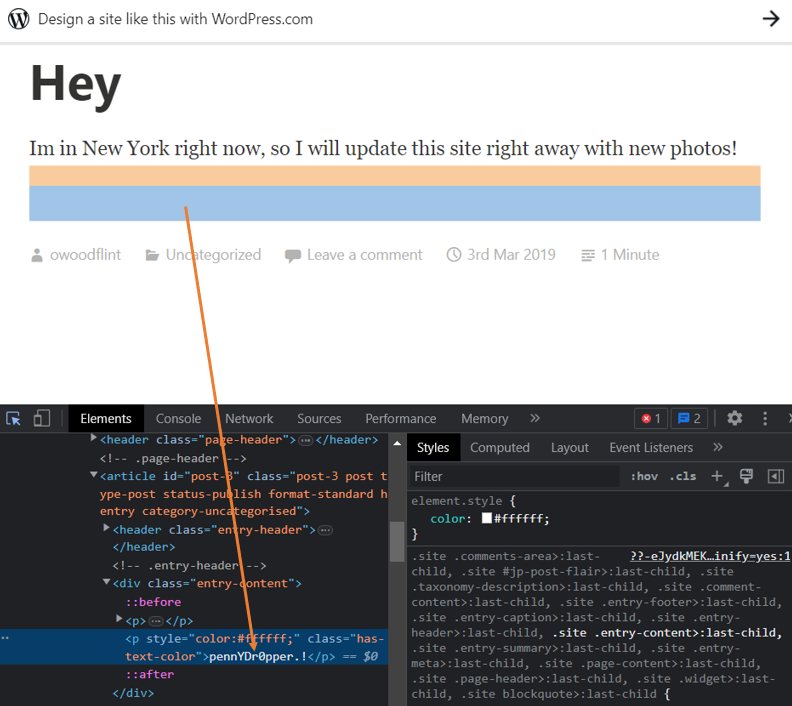 Design a site like this with WordPress.com
Hey
Im in New York right now, so I will update this site right away with new photos!
owoodflint Uncategorized Leave a comment 3rd Mar 2019 1 Minute
Elements Console Network Sources Performance Memory » 1 2
<header class="page-header">…</header>
<!-- .page-header -->
<article id="post-3" class="post-3 post t
ype-post status-publish format-standard h
entry category-uncategorised">
<header class="entry-header">…
</header>
<!-- .entry-header -->
<div class="entry-content">
::before
<p>…</p>
<p style="color:#ffffff;" class="has-
text-color">pennYDr0pper.!</p> == $0
::after
</div>
Styles Computed Layout Event Listeners »
Filter :hov .cls +
element.style {
color: #ffffff;
}
.site .comments-area>:last- ??-eJydkMEK…inify=yes:1
child, .site #jp-post-flair>:last-child, .site
.taxonomy-description>:last-child, .site .comment-
content>:last-child, .site .entry-footer>:last-child,
.site .entry-caption>:last-child, .site .entry-
header>:last-child, .site .entry-content>:last-child,
.site .entry-summary>:last-child, .site .entry-
meta>:last-child, .site .page-content>:last-child,
.site .page-header>:last-child, .site .widget>:last-
child, .site blockquote>:last-child {